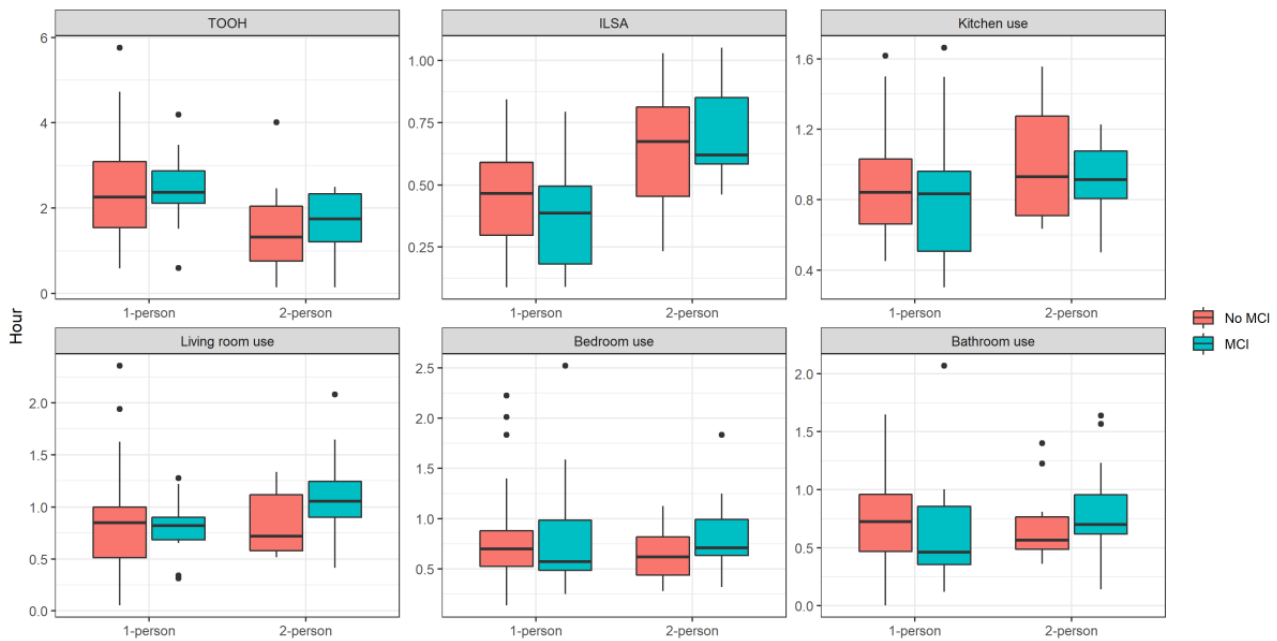 TOOH
ILSA
Kitchen use
6
4
2
0
1.00
0.75
0.50
0.25
1.6
1.2
0.8
0.4
1-person
2-person
1-person
2-person
1-person
2-person
Hour
No MCI
MCI
Living room use
Bedroom use
Bathroom use
2.0
1.5
1.0
0.5
0.0
2.5
2.0
1.5
1.0
0.5
2.0
1.5
1.0
0.5
0.0
1-person
2-person
1-person
2-person
1-person
2-person